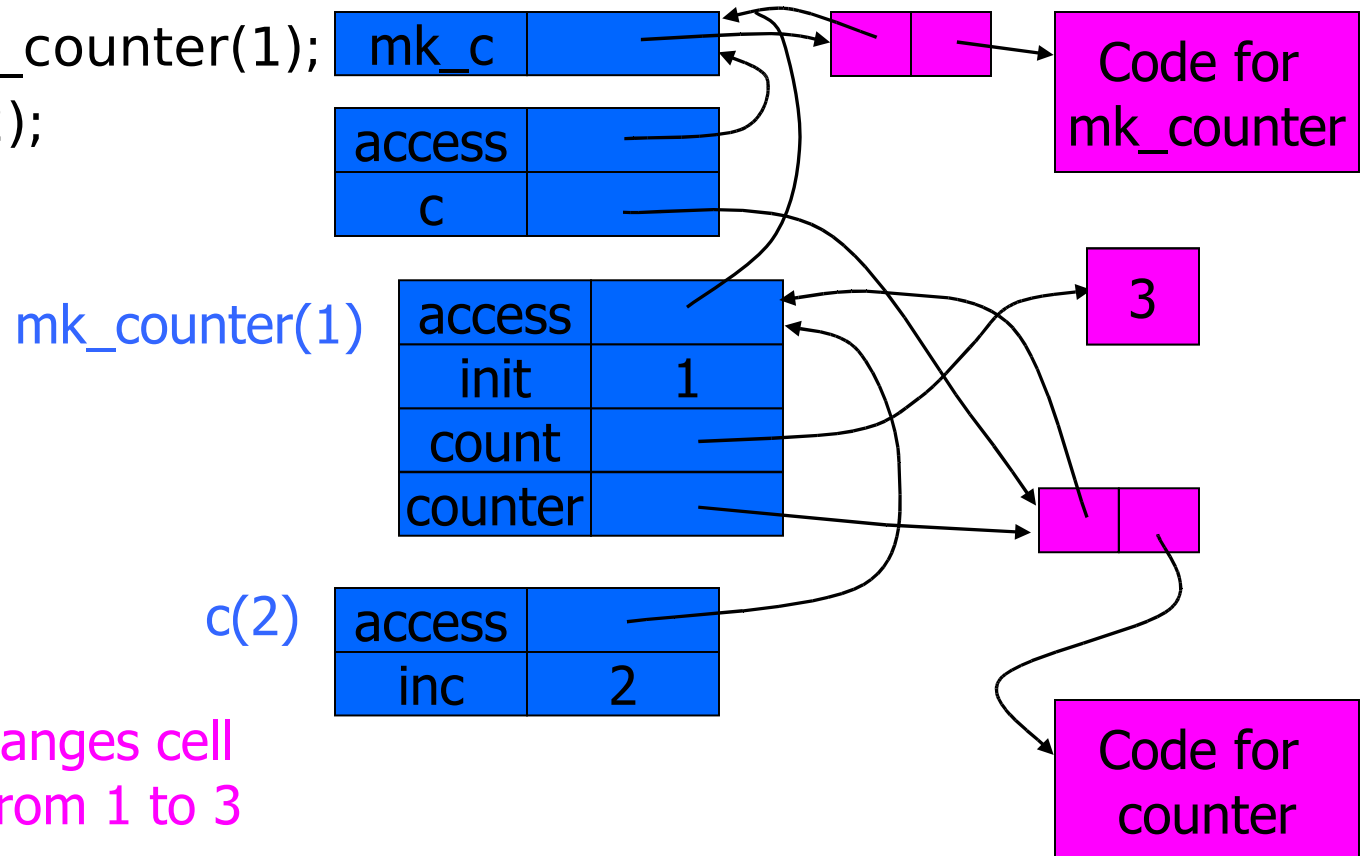 _counter(1);
);
mk_c
Code for
mk_counter
access
c
3
mk_counter(1)
access
init 1
count
counter
c(2)
access
inc 2
anges cell
rom 1 to 3
Code for
counter